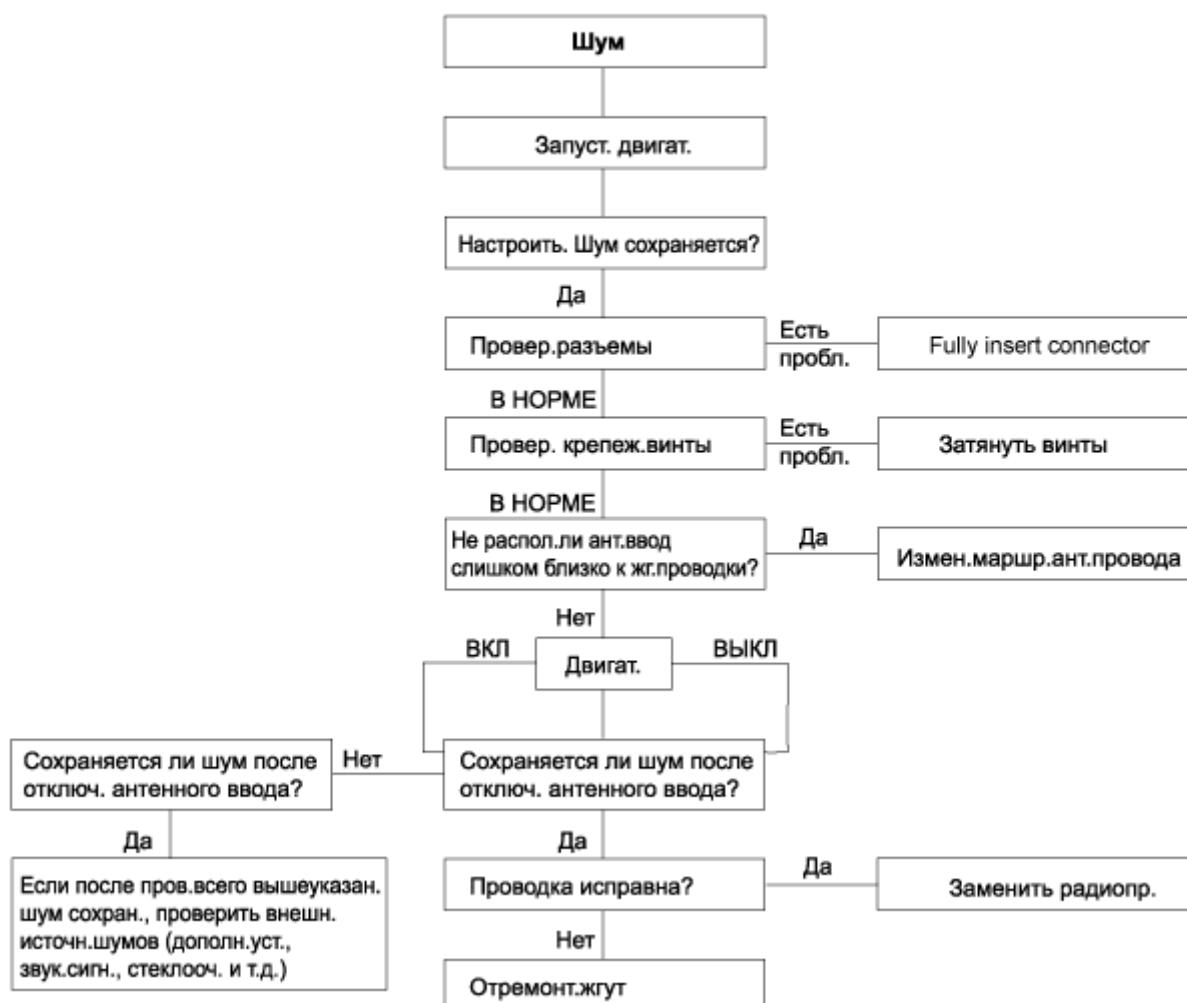 Шум
Запуст. двигат.
Настроить. Шум сохраняется?
Да
Провер.разъемы
Есть
пробл.
Fully insert connector
В НОРМЕ
Провер. крепеж.винты
Есть
пробл.
Затянуть винты
В НОРМЕ
Не распол.ли ант.ввод
слишком близко к жг.проводки?
Да
Измен.маршр.ант.провода
Нет
ВКЛ
Двигат.
ВЫКЛ
Сохраняется ли шум после
отключ. антенного ввода?
Нет
Сохраняется ли шум после
отключ. антенного ввода?
Да
Если после пров.всего вышеуказан.
шум сохран., проверить внешн.
источн.шумов (дополн.уст.,
звук.сигн., стеклооч. и т.д.)
Да
Проводка исправна?
Да
Заменить радиопр.
Нет
Отремонт.жгут